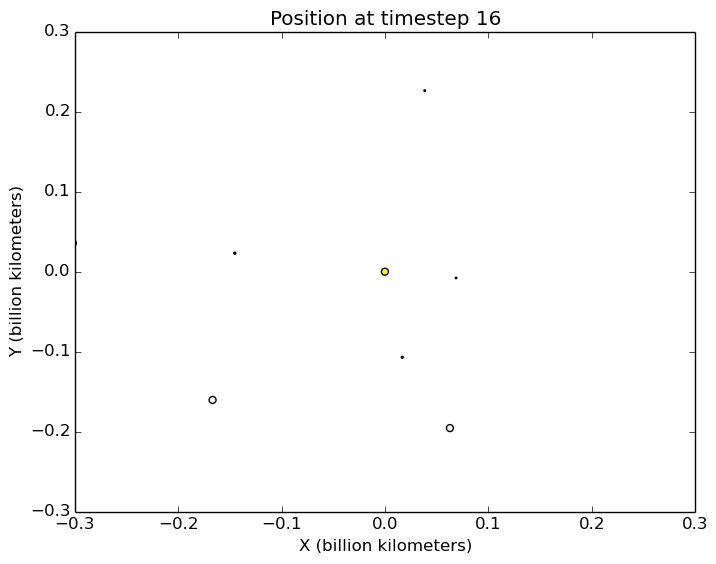 Position at timestep 16
0.3
0.2
0.1
0.0
−0.1
−0.2
−0.3
Y (billion kilometers)
−0.3 −0.2 −0.1 0.0 0.1 0.2 0.3
X (billion kilometers)